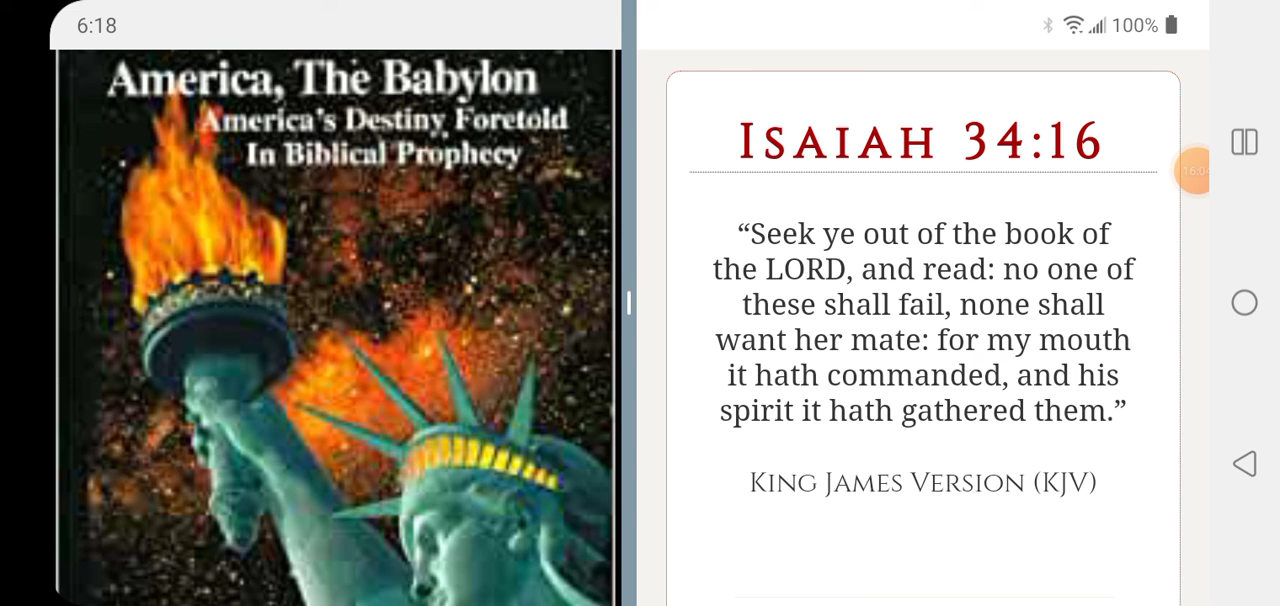 6:18
100%
America, The Babylon
America's Destiny Foretold
In Biblical Prophecy
ISAIAH 34:16
16:04
“Seek ye out of the book of
the LORD, and read: no one of
these shall fail, none shall
want her mate: for my mouth
it hath commanded, and his
spirit it hath gathered them.”
KING JAMES VERSION (KJV)